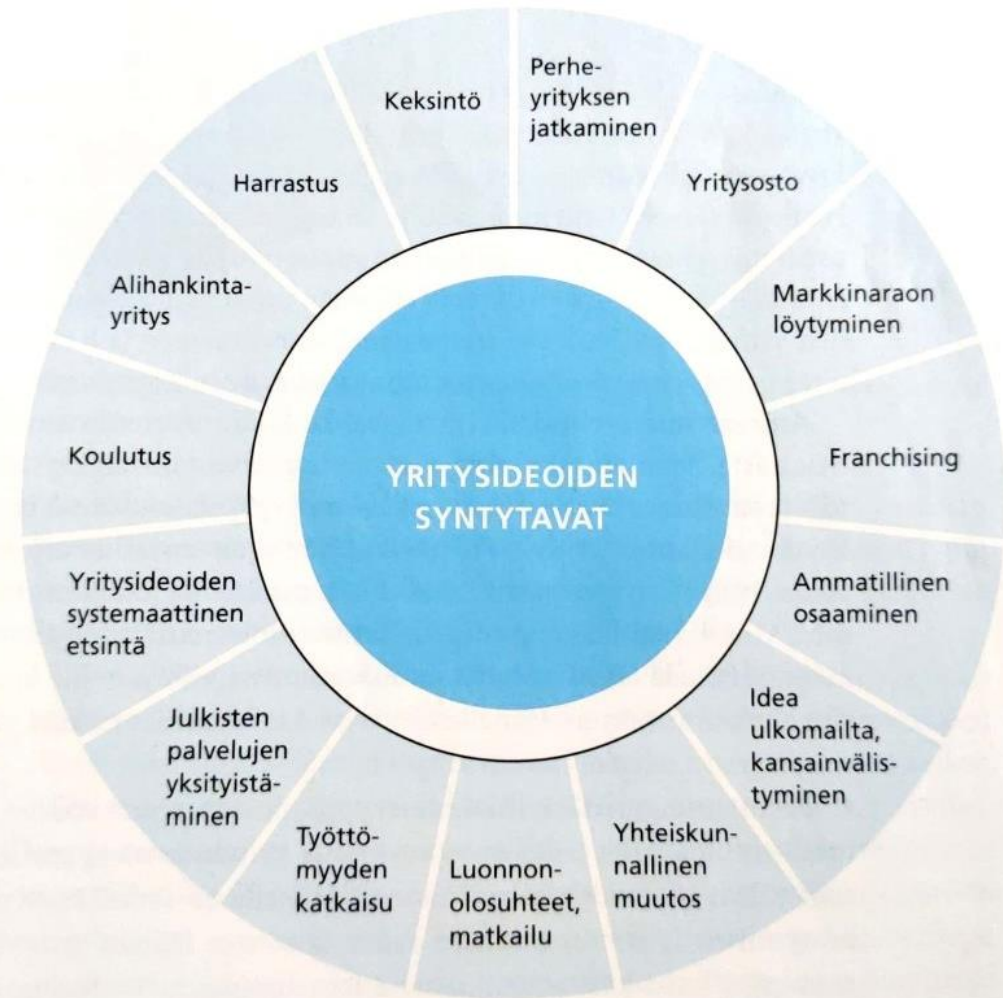 Perhe-
yrityksen
jatkaminen
Yritysosto
Markkinaraon
löytyminen
Franchising
Ammatillinen
osaaminen
Idea
ulkomailta,
kansainvälis-
tyminen
Yhteiskun-
nallinen
muutos
Luonnon-
olosuhteet,
matkailu
Työttö-
myyden
katkaisu
Julkisten
palvelujen
yksityistä-
minen
Yritysideoiden
systemaattinen
etsintä
Koulutus
Alihankinta-
yritys
Harrastus
Keksintö
YRITYSIDEOIDEN
SYNTYTAVAT